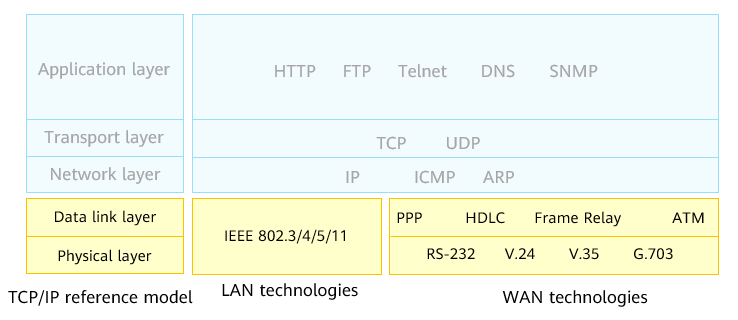 Application layer
HTTP FTP Telnet DNS SNMP
Transport layer
TCP UDP
Network layer
IP ICMP ARP
Data link layer
PPP HDLC Frame Relay ATM
IEEE 802.3/4/5/11
Physical layer
RS-232 V.24 V.35 G.703
TCP/IP reference model
LAN technologies
WAN technologies